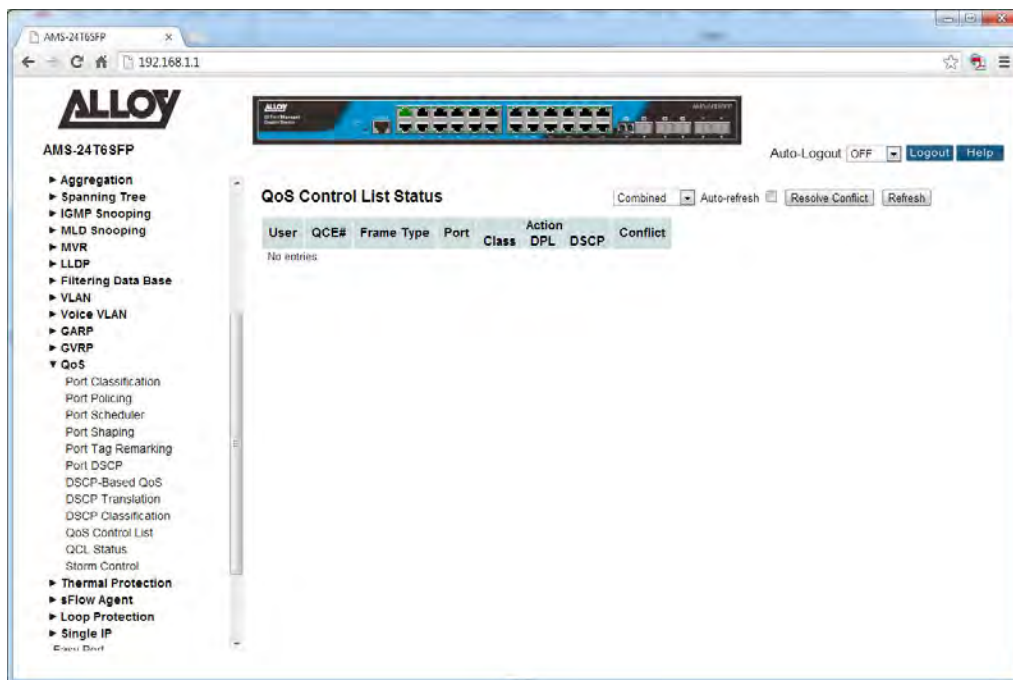 AMS-24T6SFP
192.168.1.1
ALLOY
ALLOY
AMS-24T6SFP
Auto-Logout OFF Logout Help
Aggregation
Spanning Tree
IGMP Snooping
MLD Snooping
MVR
LLDP
Filtering Data Base
VLAN
Voice VLAN
GARP
GVRP
QoS
Port Classification
Port Policing
Port Scheduler
Port Shaping
Port Tag Remarking
Port DSCP
DSCP-Based QoS
DSCP Translation
DSCP Classification
QoS Control List
QCL Status
Storm Control
Thermal Protection
sFlow Agent
Loop Protection
Single IP
Easy Port
QoS Control List Status
Combined Auto-refresh Resolve Conflict Refresh
User QCE# Frame Type Port Action Conflict
Class DPL DSCP
No entries